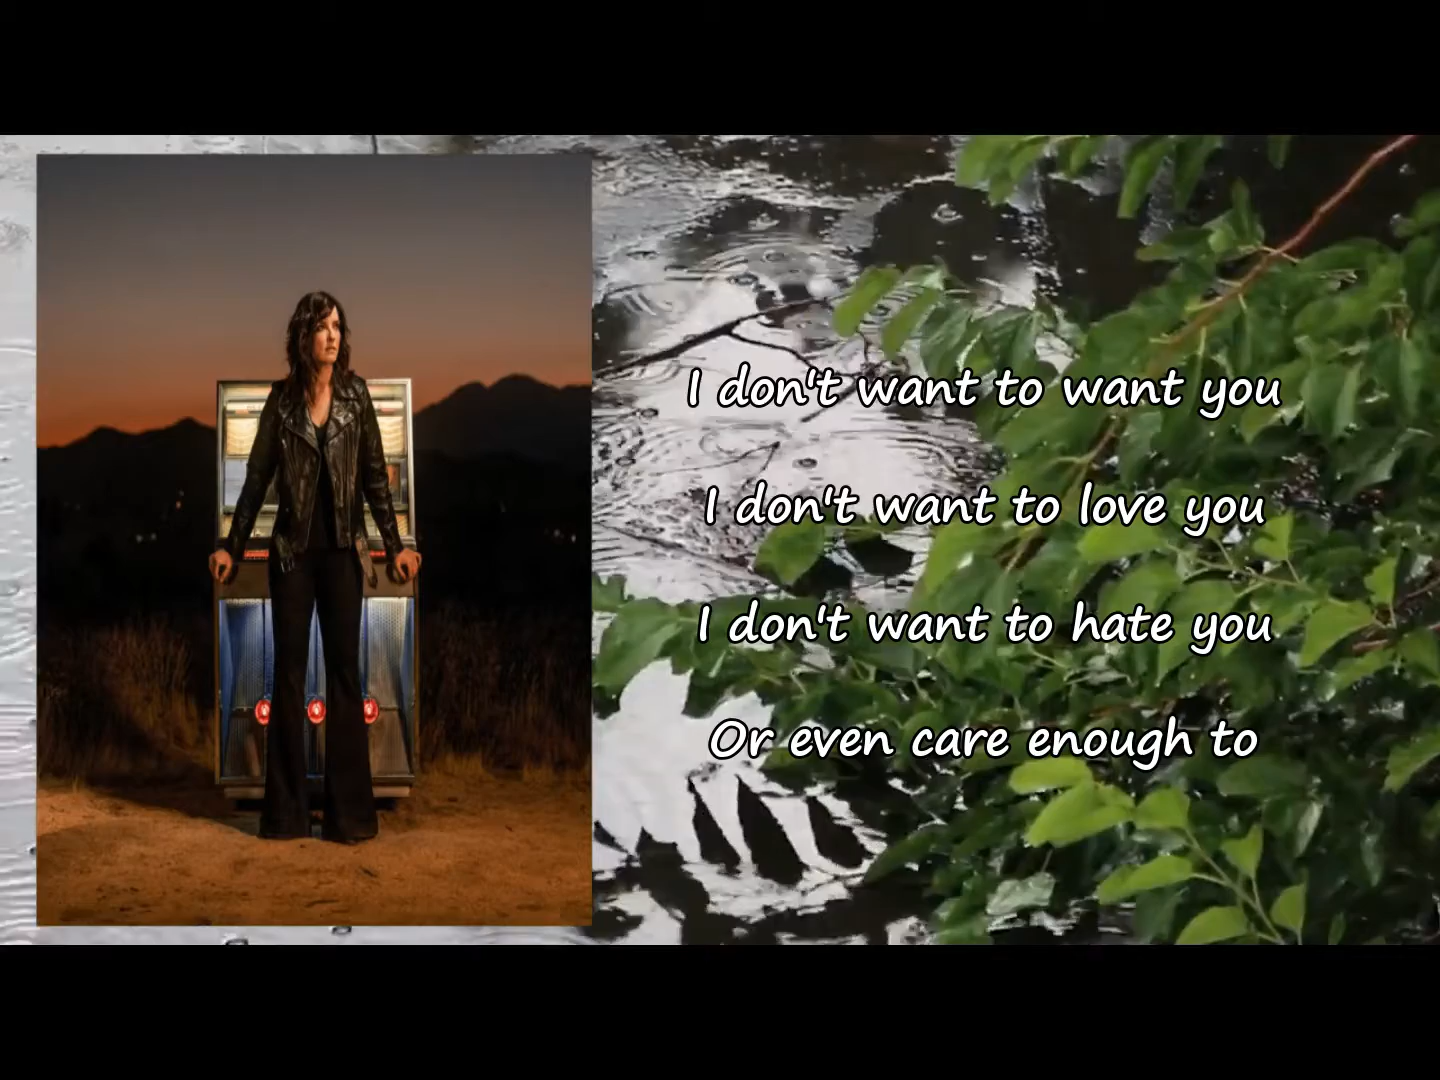 I don't want to want you
I don't want to love you
I don't want to hate you
Or even care enough to